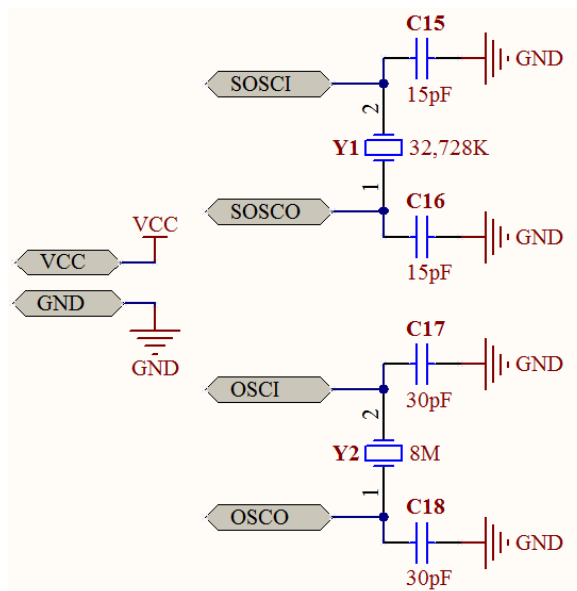 C15
SOSCI
GND
15pF
2
Y1
32,728K
1
C16
SOSCO
GND
15pF
VCC
VCC
GND
GND
C17
OSCI
GND
30pF
2
Y2
8M
1
C18
OSCO
GND
30pF